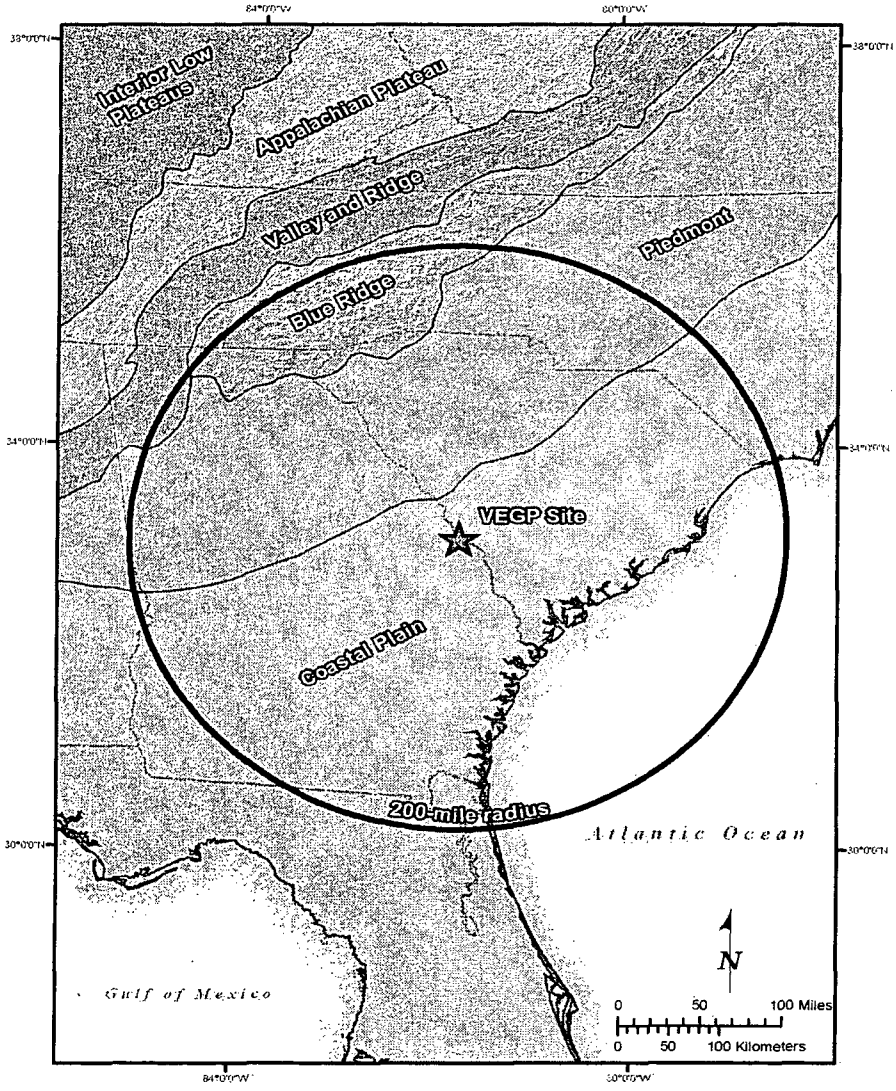 84°0'0"W
80°0'0"W
38°0'0"N
38°0'0"N
Interior Low
Plateaus
Appalachian Plateau
Valley and Ridge
Piedmont
Blue Ridge
34°0'0"N
34°0'0"N
VEGP Site
Coastal Plain
200-mile radius
Atlantic Ocean
30°0'0"N
30°0'0"N
N
Gulf of Mexico
0 50 100 Miles
0 50 100 Kilometers
84°0'0"W
80°0'0"W